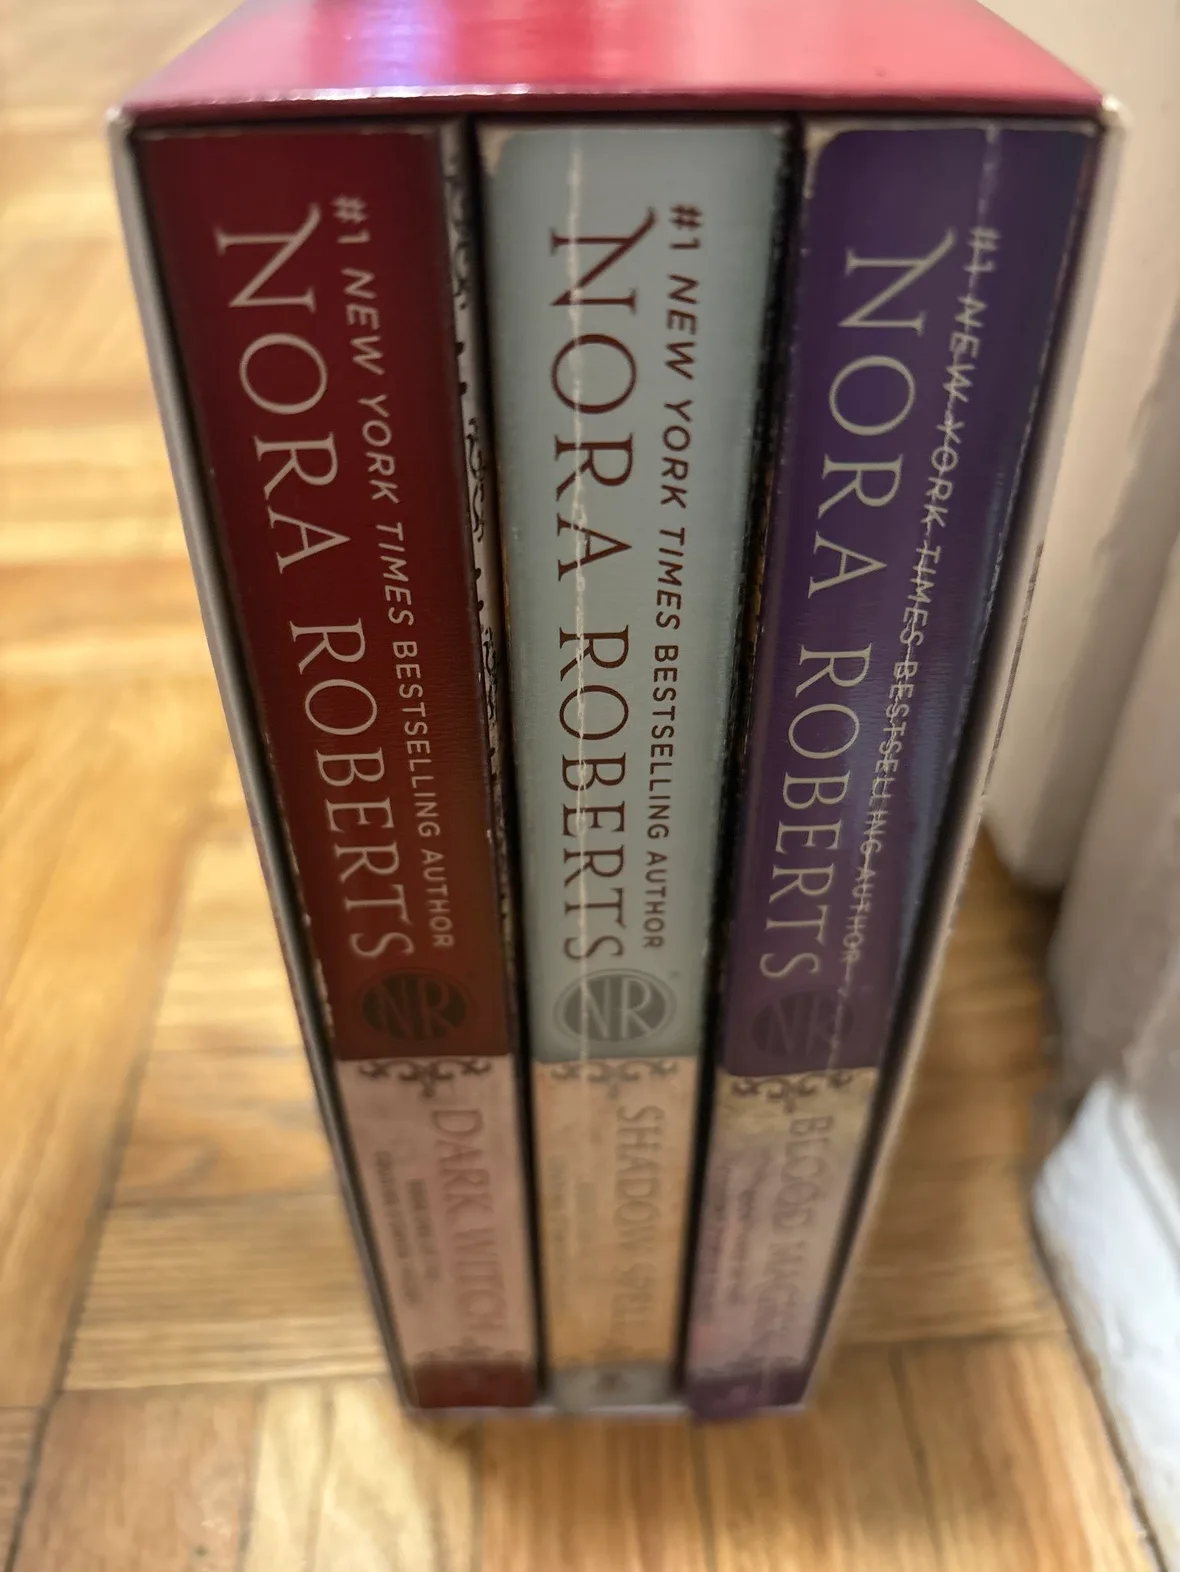 #1 NEW YORK TIMES BESTSELLING AUTHOR
NORA ROBERTS
NR
DARK WITCH
#1 NEW YORK TIMES BESTSELLING AUTHOR
NORA ROBERTS
NR
SHADOW SPELL
#1 NEW YORK TIMES BESTSELLING AUTHOR
NORA ROBERTS
NR
BLOOD MAGICK